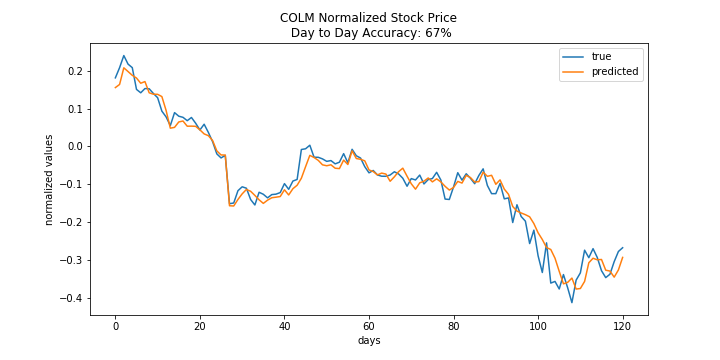 COLM Normalized Stock Price
Day to Day Accuracy: 67%
true
predicted
normalized values
0.2
0.1
0.0
−0.1
−0.2
−0.3
−0.4
0
20
40
60
80
100
120
days